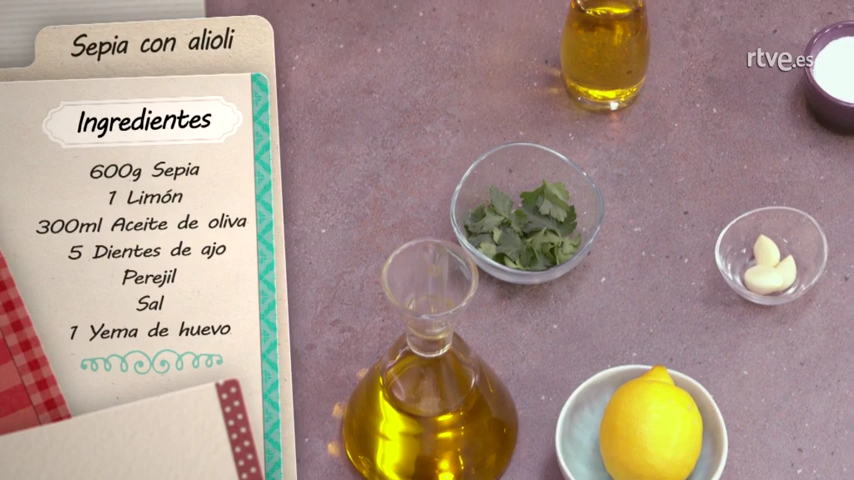 Sepia con alioli
rtve.es
Ingredientes
600g Sepia
1 Limón
300ml Aceite de oliva
5 Dientes de ajo
Perejil
Sal
1 Yema de huevo